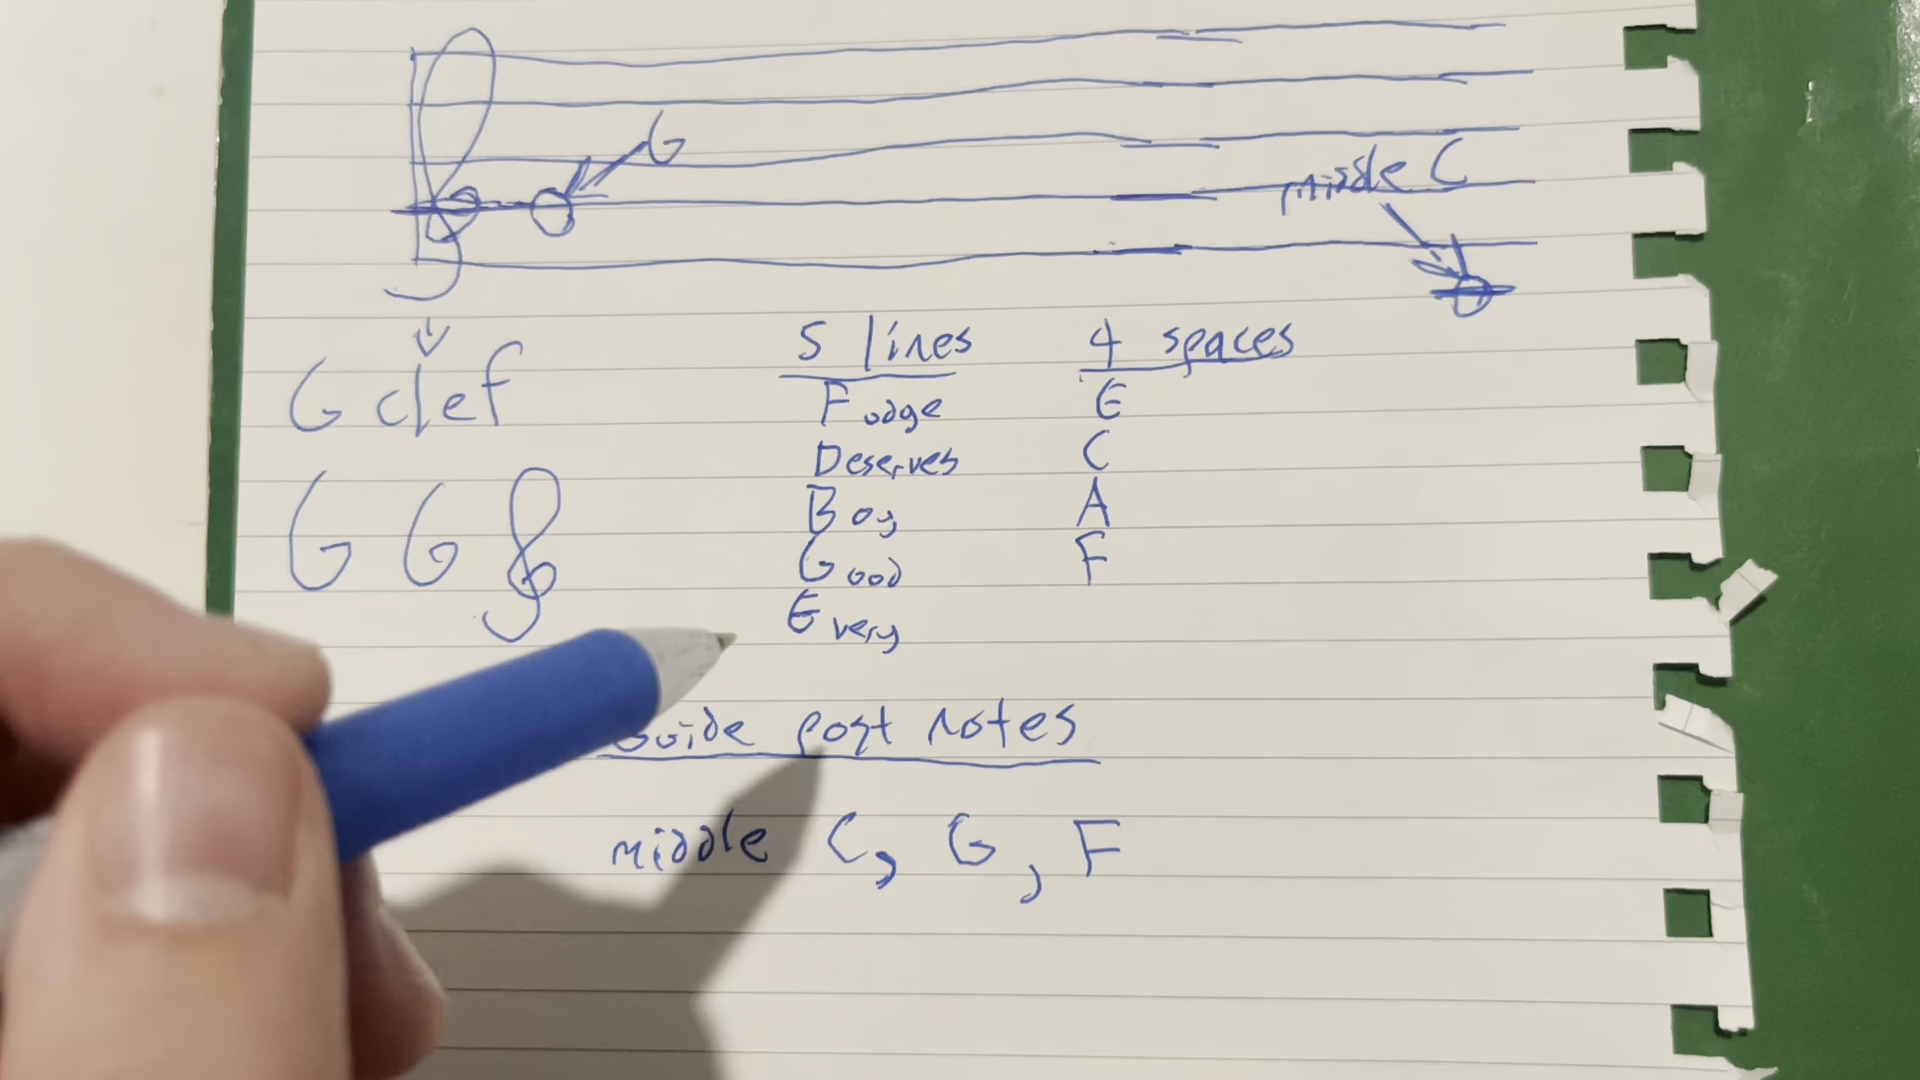 G
middle C
5 lines 4 spaces
Fudge E
Deserves C
Boy A
Good F
Every
G clef
G G
Guide post notes
middle C, G, F